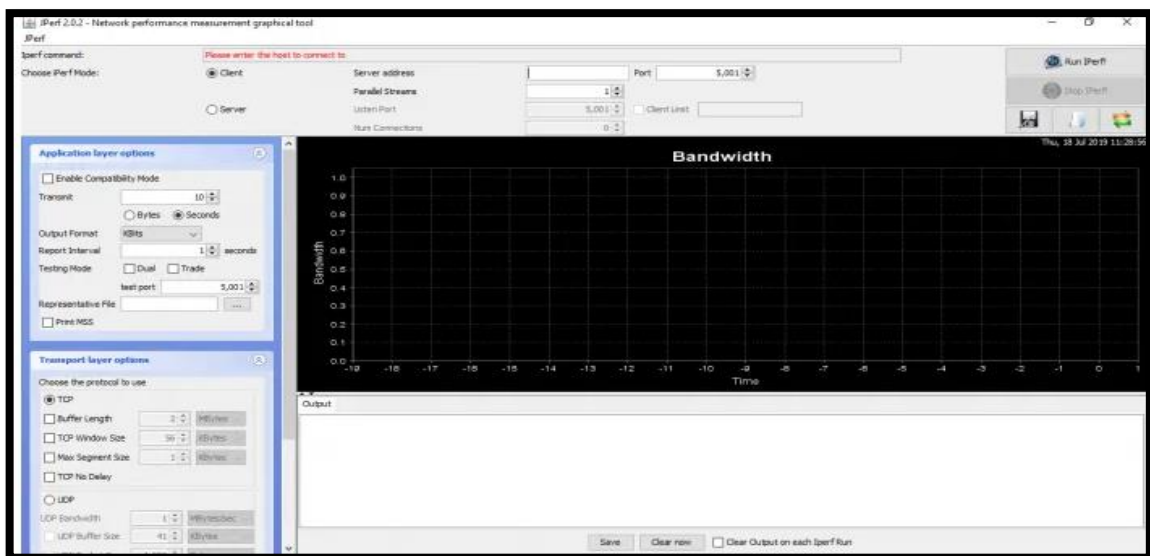 JPerf 2.0.2 - Network performance measurement graphical tool
JPerf
Iperf command:
Please enter the host to connect to
Choose iPerf Mode:
Client
Server address
Port
5,001
Parallel Streams
1
Server
Listen Port
5,001
Client Limit
Num Connections
0
Run IPerf!
Stop IPerf!
Application layer options
Enable Compatibility Mode
Transmit
10
Bytes
Seconds
Output Format
KBits
Report Interval
1
seconds
Testing Mode
Dual
Trade
test port
5,001
Representative File
...
Print MSS
Transport layer options
Choose the protocol to use
TCP
Buffer Length
2
MBytes
TCP Window Size
56
KBytes
Max Segment Size
1
KBytes
TCP No Delay
UDP
UDP Bandwidth
1
MBytes/sec
UDP Buffer Size
41
KBytes
Thu, 18 Jul 2019 11:28:56
Bandwidth
Bandwidth
1.0
0.9
0.8
0.7
0.6
0.5
0.4
0.3
0.2
0.1
0.0
-19 -18 -17 -16 -15 -14 -13 -12 -11 -10 -9 -8 -7 -6 -5 -4 -3 -2 -1 0 1
Time
Output
Save
Clear now
Clear Output on each Iperf Run